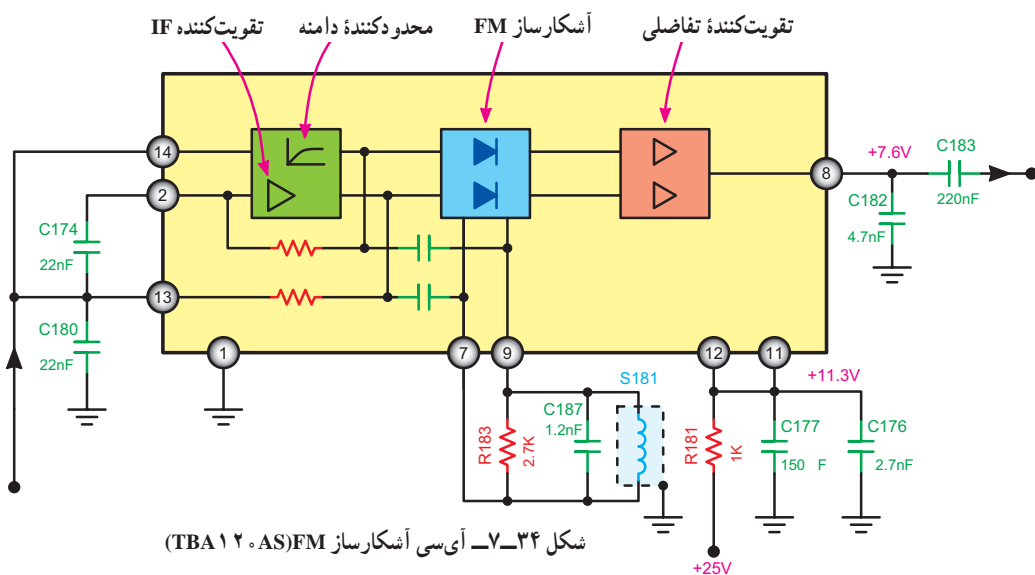 تقویت‌کننده IF
محدودکنندهٔ دامنه
آشکارساز FM
تقویت‌کنندهٔ تفاضلی
14
2
13
1
7
9
12
11
8
+7.6V
C183
220nF
C182
4.7nF
C174
22nF
C180
22nF
S181
C187
1.2nF
R183
2.7K
R181
1K
+11.3V
C177
150 F
C176
2.7nF
+25V
شکل ۳۴ــ۷ــ آی‌سی آشکارساز FM(TBA۱۲۰AS)